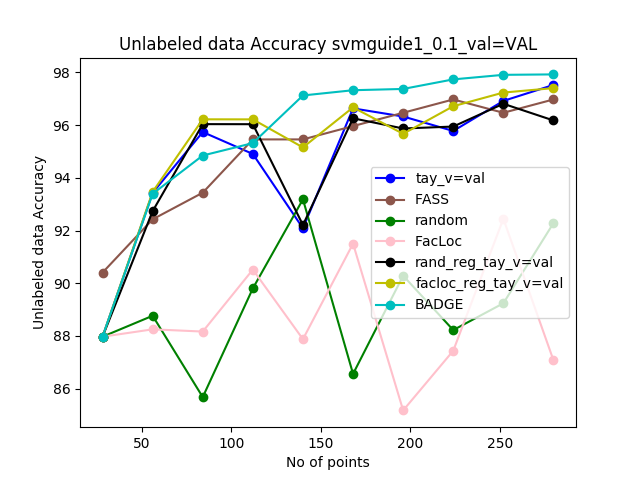 Unlabeled data Accuracy svmguide1_0.1_val=VAL
98
96
94
92
90
88
86
Unlabeled data Accuracy
tay_v=val
FASS
random
FacLoc
rand_reg_tay_v=val
facloc_reg_tay_v=val
BADGE
50
100
150
200
250
No of points